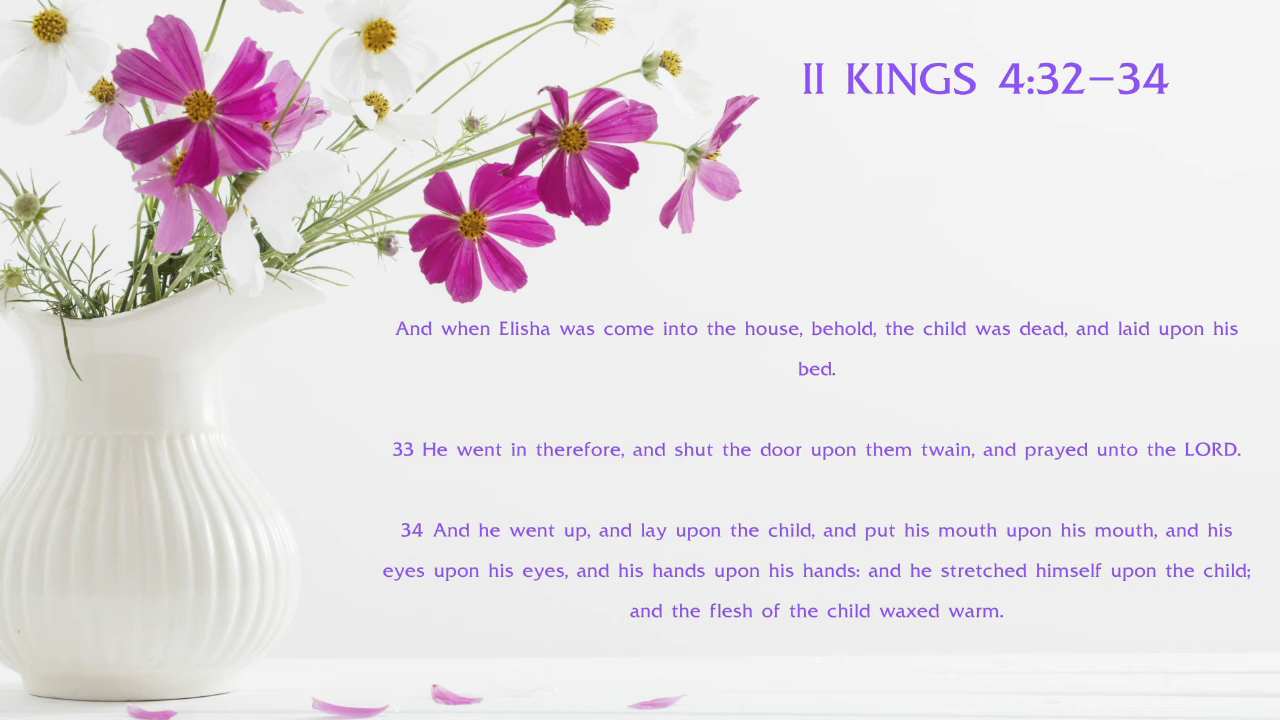 II KINGS 4:32–34
And when Elisha was come into the house, behold, the child was dead, and laid upon his
bed.
33 He went in therefore, and shut the door upon them twain, and prayed unto the LORD.
34 And he went up, and lay upon the child, and put his mouth upon his mouth, and his
eyes upon his eyes, and his hands upon his hands: and he stretched himself upon the child;
and the flesh of the child waxed warm.